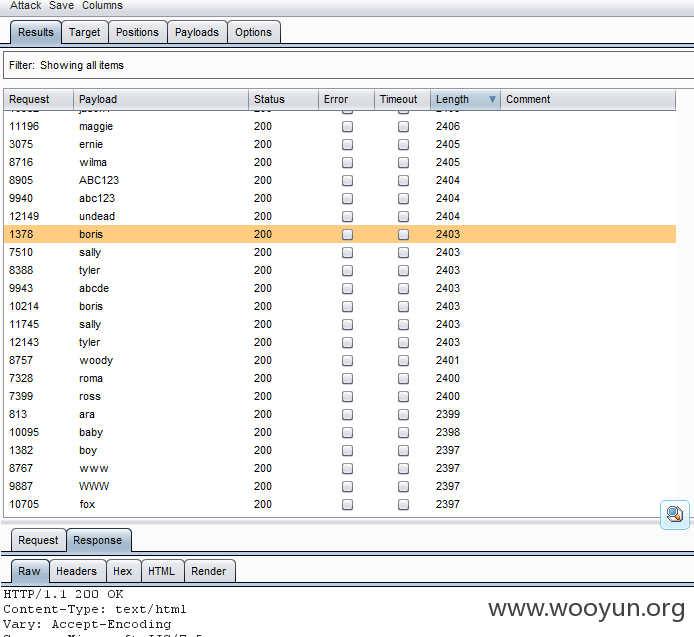 Attack Save Columns
Results Target Positions Payloads Options
Filter: Showing all items
Request Payload Status Error Timeout Length Comment
11196 maggie 200 2406
3075 ernie 200 2405
8716 wilma 200 2405
8905 ABC123 200 2404
9940 abc123 200 2404
12149 undead 200 2404
1378 boris 200 2403
7510 sally 200 2403
8388 tyler 200 2403
9943 abcde 200 2403
10214 boris 200 2403
11745 sally 200 2403
12143 tyler 200 2403
8757 woody 200 2401
7328 roma 200 2400
7399 ross 200 2400
813 ara 200 2399
10095 baby 200 2398
1382 boy 200 2397
8767 www 200 2397
9887 WWW 200 2397
10705 fox 200 2397
Request Response
Raw Headers Hex HTML Render
HTTP/1.1 200 OK
Content-Type: text/html
Vary: Accept-Encoding
www.wooyun.org